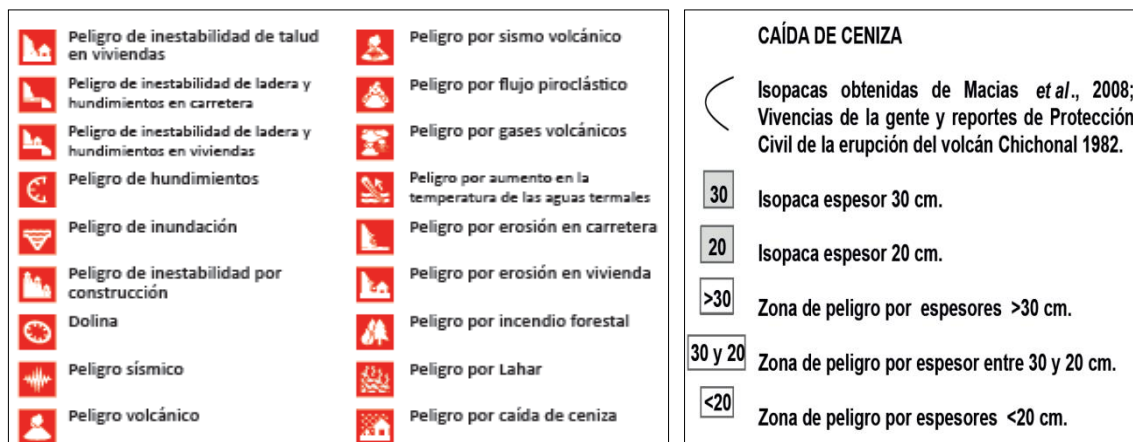 Peligro de inestabilidad de talud
en viviendas
Peligro de inestabilidad de ladera y
hundimientos en carretera
Peligro de inestabilidad de ladera y
hundimientos en viviendas
Peligro de hundimientos
Peligro de inundación
Peligro de inestabilidad por
construcción
Dolina
Peligro sísmico
Peligro volcánico
Peligro por sismo volcánico
Peligro por flujo piroclástico
Peligro por gases volcánicos
Peligro por aumento en la
temperatura de las aguas termales
Peligro por erosión en carretera
Peligro por erosión en vivienda
Peligro por incendio forestal
Peligro por Lahar
Peligro por caída de ceniza
CAÍDA DE CENIZA
Isopacas obtenidas de Macias et al., 2008;
Vivencias de la gente y reportes de Protección
Civil de la erupción del volcán Chichonal 1982.
30 Isopaca espesor 30 cm.
20 Isopaca espesor 20 cm.
>30 Zona de peligro por espesores >30 cm.
30 y 20 Zona de peligro por espesor entre 30 y 20 cm.
<20 Zona de peligro por espesores <20 cm.